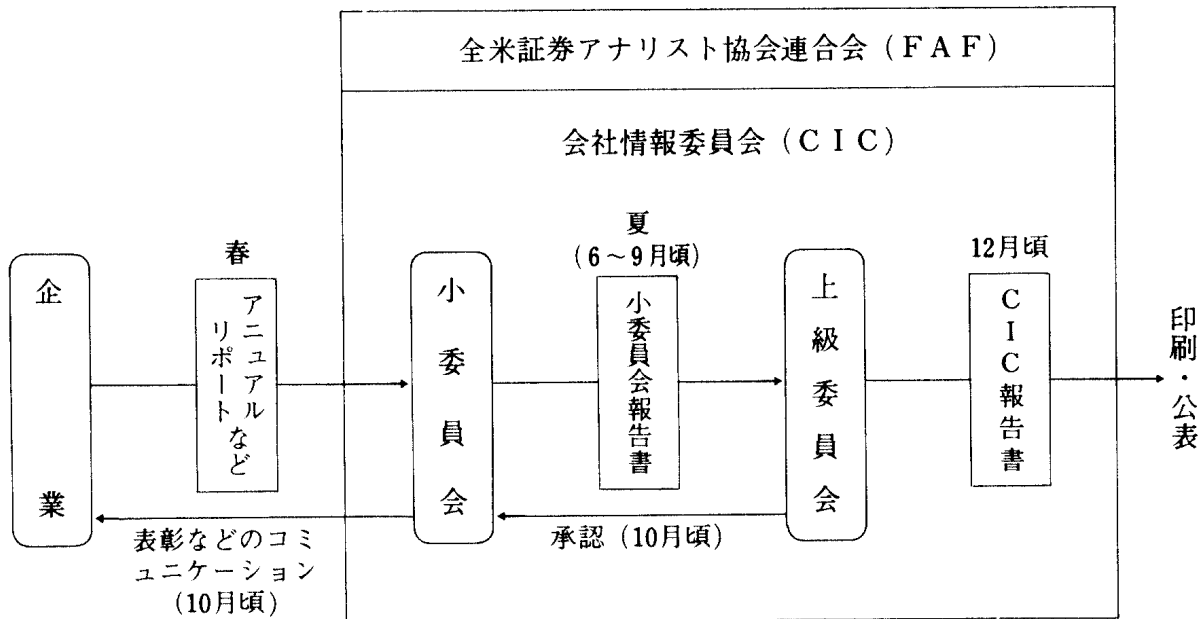 全米証券アナリスト協会連合会(FAF)
会社情報委員会(CIC)
企業
春
アニュアル
リポートなど
小委員会
夏
(6～9月頃)
小委員会報告書
上級委員会
12月頃
CIC報告書
印刷・公表
承認(10月頃)
表彰などのコミ
ュニケーション
(10月頃)